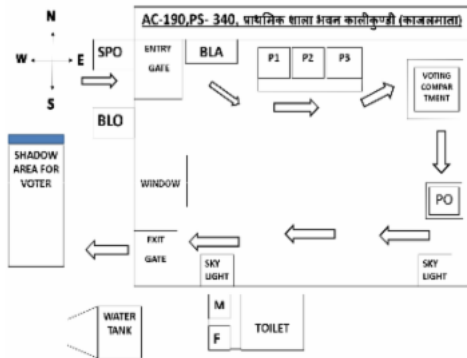 AC-190,PS- 340, प्राथमिक शाला भवन कालीकुण्डी (काजलमाता)
N
W
E
S
SPO
ENTRY
GATE
BLA
P1
P2
P3
VOTING COMPAR
TMENT
BLO
SHADOW
AREA FOR
VOTER
WINDOW
PO
EXIT
GATE
SKY
LIGHT
SKY
LIGHT
WATER
TANK
M
F
TOILET